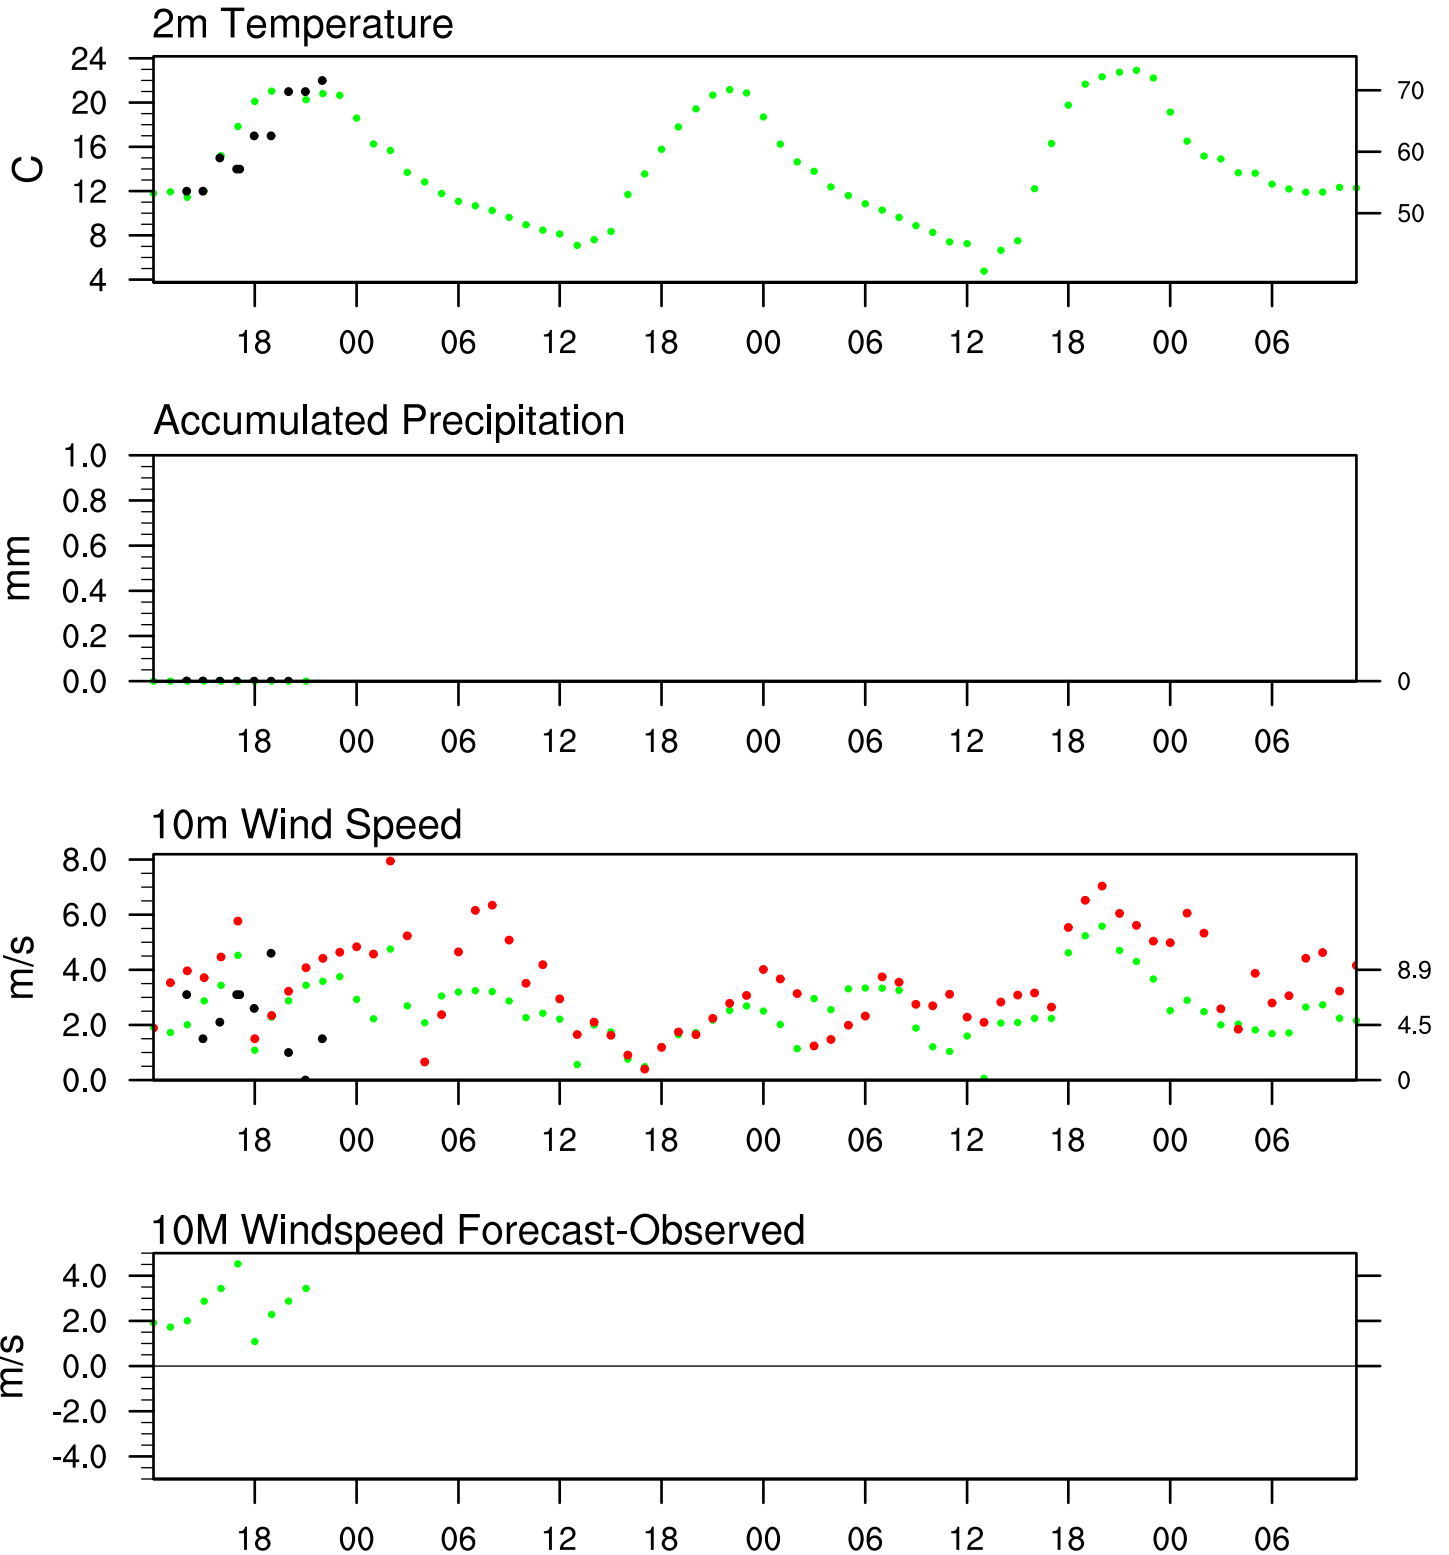 2m Temperature
24
20
16
12
8
4
C
70
60
50
18 00 06 12 18 00 06 12 18 00 06
Accumulated Precipitation
1.0
0.8
0.6
0.4
0.2
0.0
mm
0
18 00 06 12 18 00 06 12 18 00 06
10m Wind Speed
8.0
6.0
4.0
2.0
0.0
m/s
8.9
4.5
0
18 00 06 12 18 00 06 12 18 00 06
10M Windspeed Forecast-Observed
4.0
2.0
0.0
-2.0
-4.0
m/s
18 00 06 12 18 00 06 12 18 00 06